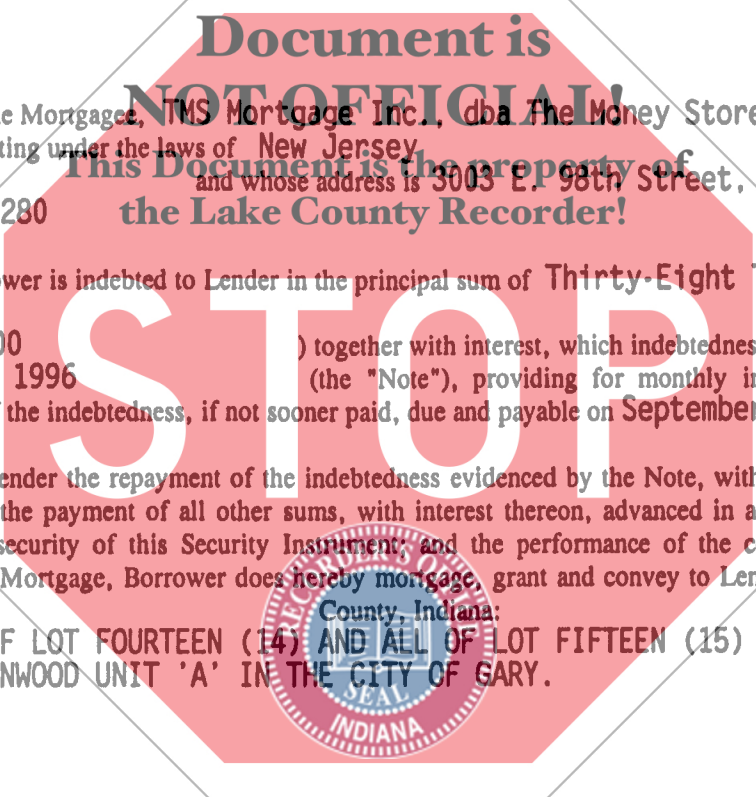 Document is
NOT OFFICIAL!
e Mortgagee, TMS Mortgage Inc., dba The Money Store
ting under the laws of New Jersey
This Document is the property of
and whose address is 3003 E. 98th Street,
280
the Lake County Recorder!
wer is indebted to Lender in the principal sum of Thirty-Eight T
STOP
00
) together with interest, which indebtednes
1996 (the "Note"), providing for monthly in
f the indebtedness, if not sooner paid, due and payable on September
ender the repayment of the indebtedness evidenced by the Note, with
the payment of all other sums, with interest thereon, advanced in a
security of this Security Instrument; and the performance of the c
Mortgage, Borrower does hereby mortgage, grant and convey to Len
County, Indiana:
F LOT FOURTEEN (14) AND ALL OF LOT FIFTEEN (15)
NWOOD UNIT 'A' IN THE CITY OF GARY.
RECORDER'S OFFICE
SEAL
INDIANA